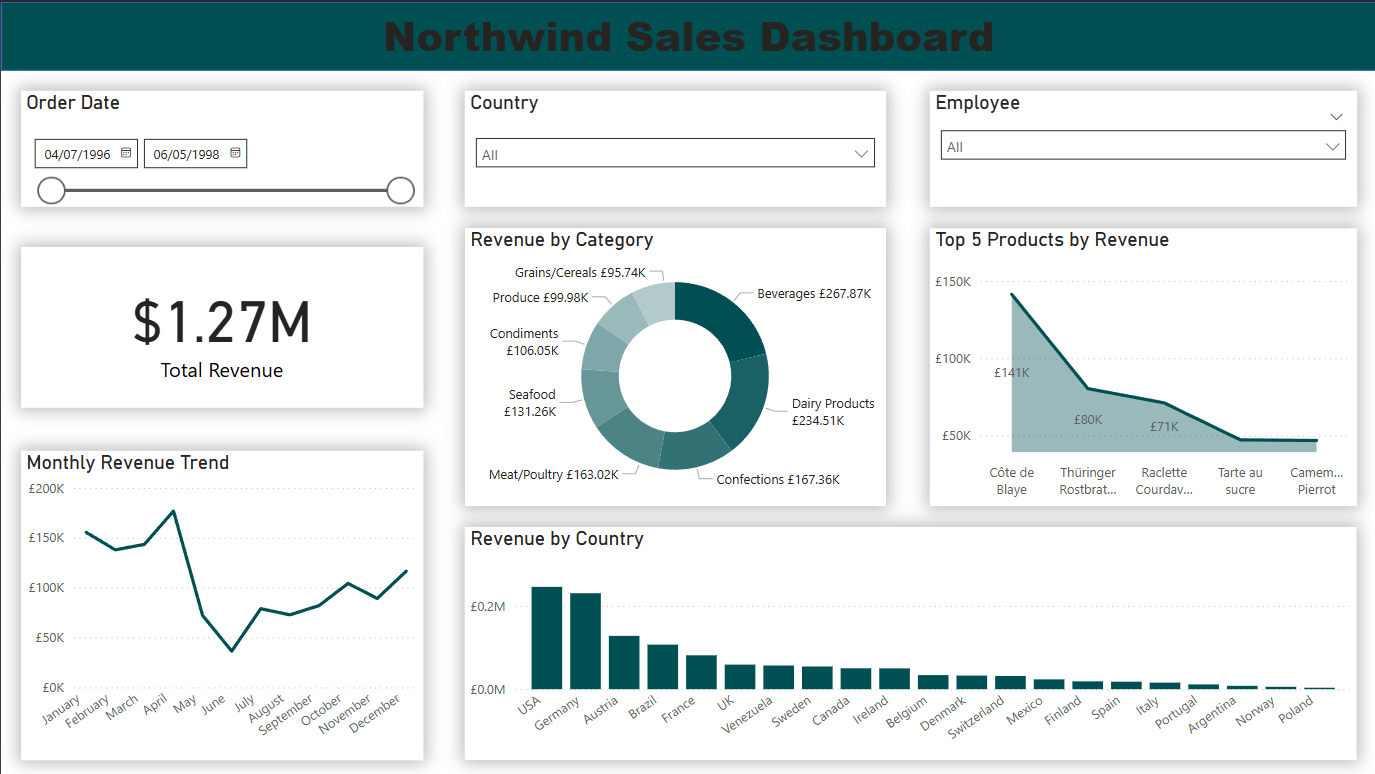 Northwind Sales Dashboard
Order Date
04/07/1996
06/05/1998
Country
All
Employee
All
$1.27M
Total Revenue
Revenue by Category
Grains/Cereals £95.74K
Produce £99.98K
Condiments
£106.05K
Seafood
£131.26K
Meat/Poultry £163.02K
Beverages £267.87K
Dairy Products
£234.51K
Confections £167.36K
Top 5 Products by Revenue
£150K
£100K
£50K
£141K
£80K
£71K
Côte de
Blaye
Thüringer
Rostbrat...
Raclette
Courdav...
Tarte au
sucre
Camem...
Pierrot
Monthly Revenue Trend
£200K
£150K
£100K
£50K
£0K
January
February
March
April
May
June
July
August
September
October
November
December
Revenue by Country
£0.2M
£0.0M
USA
Germany
Austria
Brazil
France
UK
Venezuela
Sweden
Canada
Ireland
Belgium
Denmark
Switzerland
Mexico
Finland
Spain
Italy
Portugal
Argentina
Norway
Poland